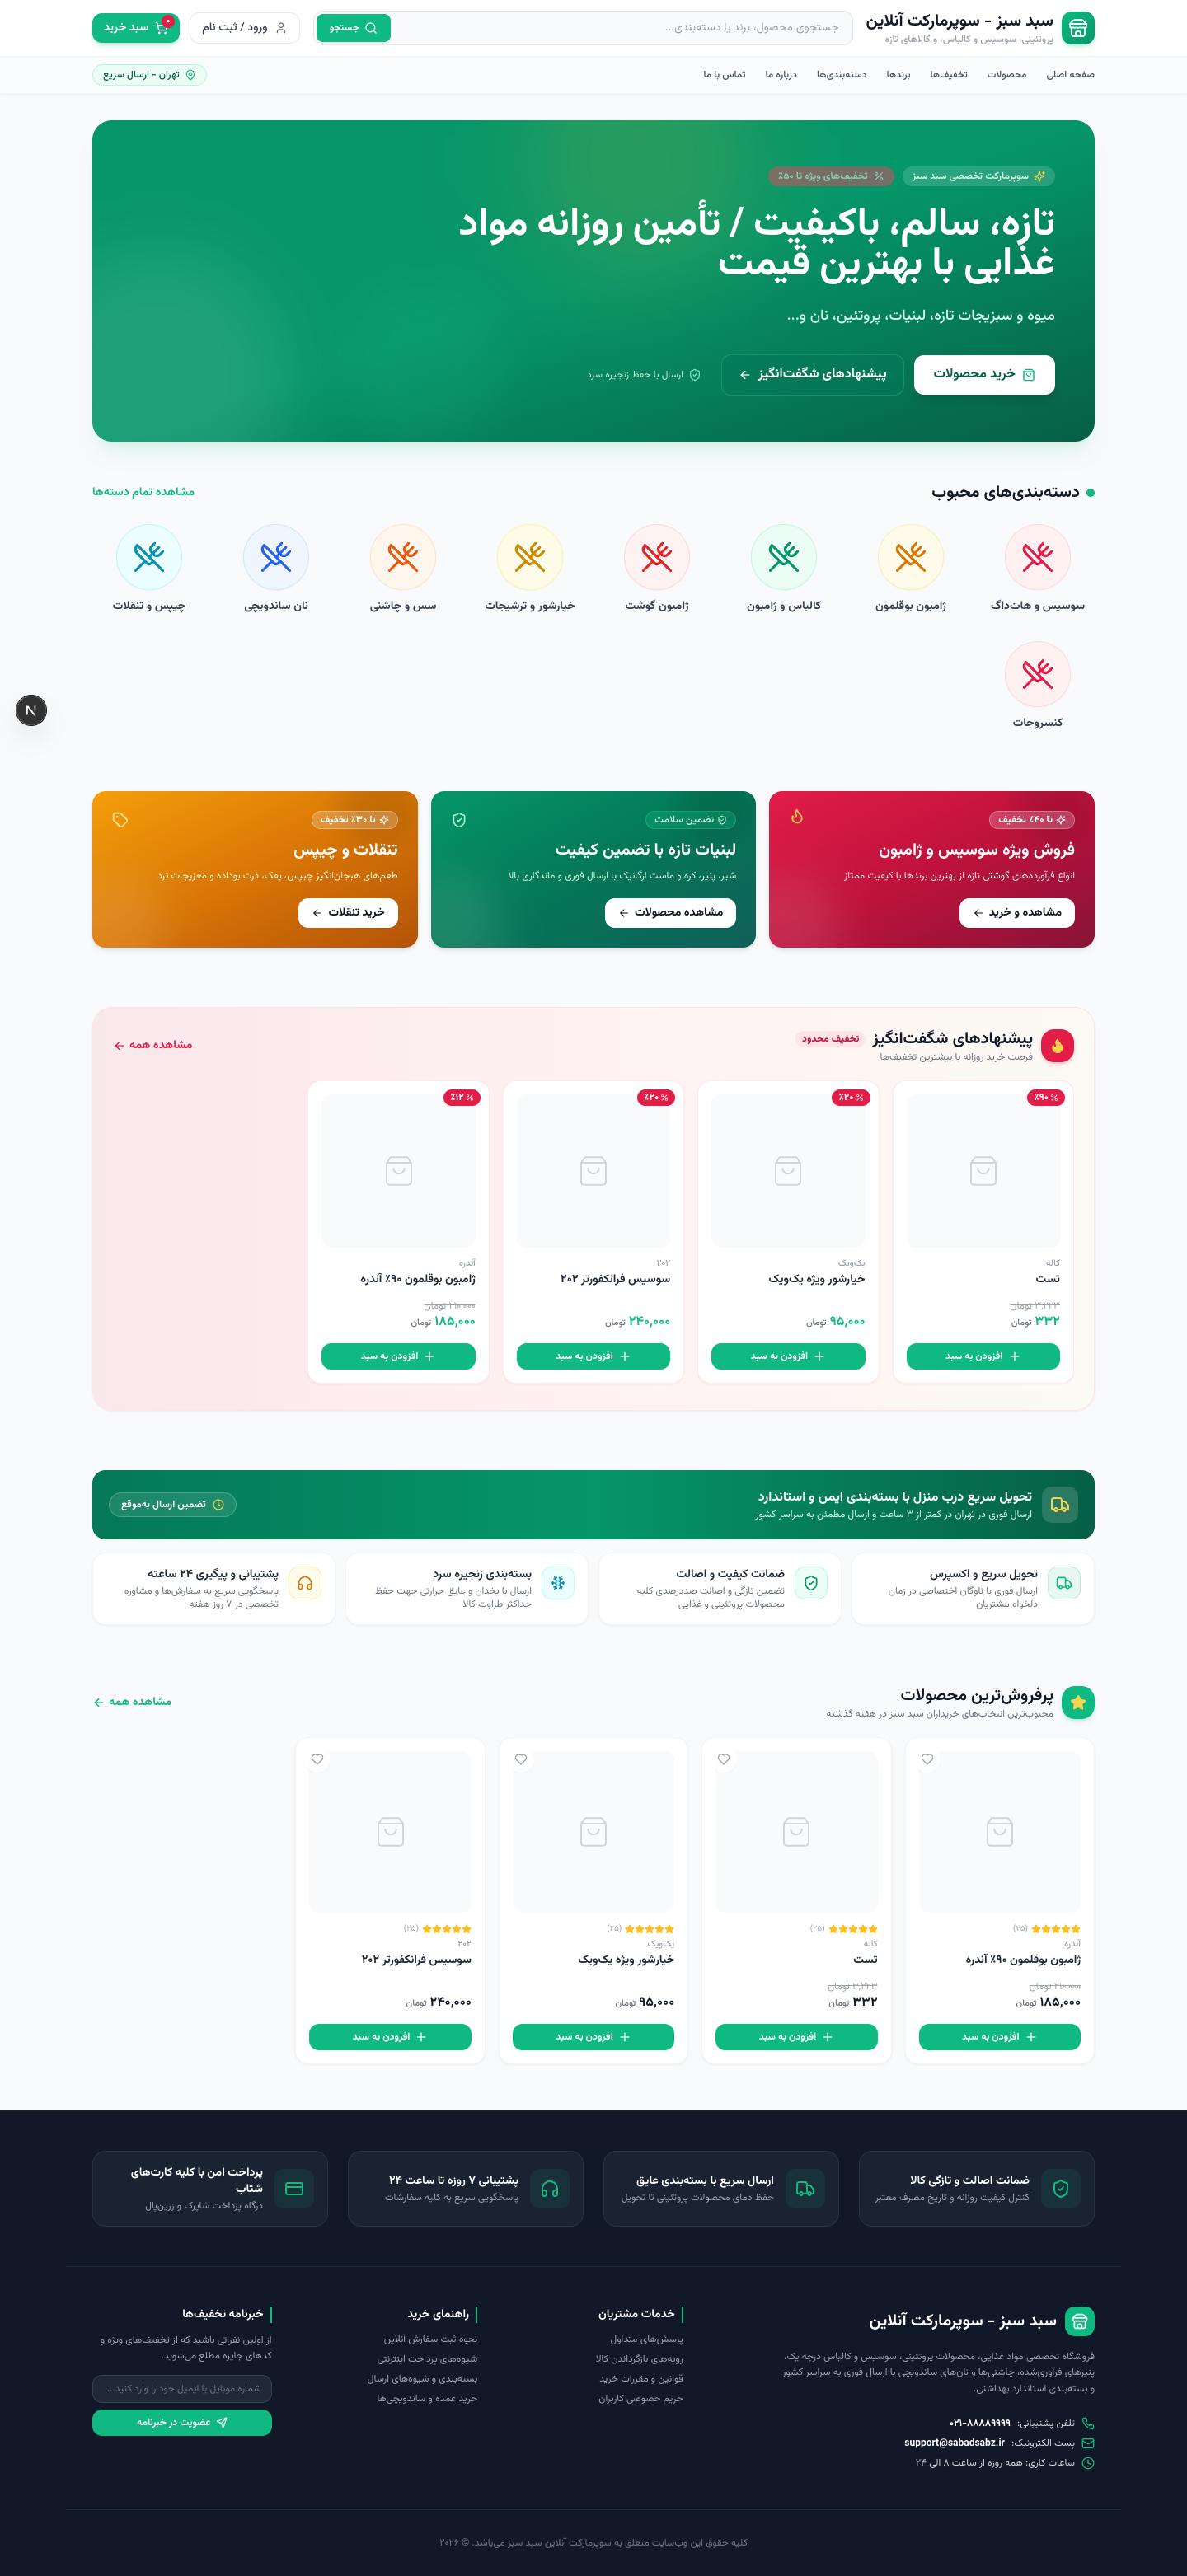 سبد سبز - سوپرمارکت آنلاین
پروتئینی، سوسیس و کالباس، و کالاهای تازه
جستجوی محصول، برند یا دسته‌بندی...
جستجو
ورود / ثبت نام
سبد خرید
۰
صفحه اصلی
محصولات
تخفیف‌ها
برندها
دسته‌بندی‌ها
درباره ما
تماس با ما
تهران - ارسال سریع
سوپرمارکت تخصصی سبد سبز
تخفیف‌های ویژه تا ۵۰٪
تازه، سالم، باکیفیت / تأمین روزانه مواد
غذایی با بهترین قیمت
میوه و سبزیجات تازه، لبنیات، پروتئین، نان و...
خرید محصولات
پیشنهادهای شگفت‌انگیز
ارسال با حفظ زنجیره سرد
دسته‌بندی‌های محبوب
مشاهده تمام دسته‌ها
سوسیس و هات‌داگ
ژامبون بوقلمون
کالباس و ژامبون
ژامبون گوشت
خیارشور و ترشیجات
سس و چاشنی
نان ساندویچی
چیپس و تنقلات
کنسروجات
تا ۴۰٪ تخفیف
فروش ویژه سوسیس و ژامبون
انواع فرآورده‌های گوشتی تازه از بهترین برندها با کیفیت ممتاز
مشاهده و خرید
تضمین سلامت
لبنیات تازه با تضمین کیفیت
شیر، پنیر، کره و ماست ارگانیک با ارسال فوری و ماندگاری بالا
مشاهده محصولات
تا ۳۰٪ تخفیف
تنقلات و چیپس
طعم‌های هیجان‌انگیز چیپس، پفک، ذرت بوداده و مغزیجات ترد
خرید تنقلات
پیشنهادهای شگفت‌انگیز
تخفیف محدود
فرصت خرید روزانه با بیشترین تخفیف‌ها
مشاهده همه
۹۰٪
کاله
تست
۳,۲۲۳ تومان
۳۳۲ تومان
افزودن به سبد
۲۰٪
یک‌ویک
خیارشور ویژه یک‌ویک
۹۵,۰۰۰ تومان
افزودن به سبد
۲۰٪
۲۰۲
سوسیس فرانکفورتر ۲۰۲
۲۴۰,۰۰۰ تومان
افزودن به سبد
۱۲٪
آندره
ژامبون بوقلمون ۹۰٪ آندره
۲۱۰,۰۰۰ تومان
۱۸۵,۰۰۰ تومان
افزودن به سبد
تحویل سریع درب منزل با بسته‌بندی ایمن و استاندارد
ارسال فوری در تهران در کمتر از ۳ ساعت و ارسال مطمئن به سراسر کشور
تضمین ارسال به‌موقع
تحویل سریع و اکسپرس
ارسال فوری با ناوگان اختصاصی در زمان
دلخواه مشتریان
ضمانت کیفیت و اصالت
تضمین تازگی و اصالت صددرصدی کلیه
محصولات پروتئینی و غذایی
بسته‌بندی زنجیره سرد
ارسال با یخدان و عایق حرارتی جهت حفظ
حداکثر طراوت کالا
پشتیبانی و پیگیری ۲۴ ساعته
پاسخگویی سریع به سفارش‌ها و مشاوره
تخصصی در ۷ روز هفته
پرفروش‌ترین محصولات
محبوب‌ترین انتخاب‌های خریداران سبد سبز در هفته گذشته
مشاهده همه
(۲۵)
آندره
ژامبون بوقلمون ۹۰٪ آندره
۲۱۰,۰۰۰ تومان
۱۸۵,۰۰۰ تومان
افزودن به سبد
(۲۵)
کاله
تست
۳,۲۲۳ تومان
۳۳۲ تومان
افزودن به سبد
(۲۵)
یک‌ویک
خیارشور ویژه یک‌ویک
۹۵,۰۰۰ تومان
افزودن به سبد
(۲۵)
۲۰۲
سوسیس فرانکفورتر ۲۰۲
۲۴۰,۰۰۰ تومان
افزودن به سبد
ضمانت اصالت و تازگی کالا
کنترل کیفیت روزانه و تاریخ مصرف معتبر
ارسال سریع با بسته‌بندی عایق
حفظ دمای محصولات پروتئینی تا تحویل
پشتیبانی ۷ روزه تا ساعت ۲۴
پاسخگویی سریع به کلیه سفارشات
پرداخت امن با کلیه کارت‌های
شتاب
درگاه پرداخت شاپرک و زرین‌پال
سبد سبز - سوپرمارکت آنلاین
فروشگاه تخصصی مواد غذایی، محصولات پروتئینی، سوسیس و کالباس درجه یک،
پنیرهای فرآوری‌شده، چاشنی‌ها و نان‌های ساندویچی با ارسال فوری به سراسر کشور
و بسته‌بندی استاندارد بهداشتی.
تلفن پشتیبانی: ۰۲۱-۸۸۸۸۹۹۹۹
پست الکترونیک: support@sabadsabz.ir
ساعات کاری: همه روزه از ساعت ۸ الی ۲۴
خدمات مشتریان
پرسش‌های متداول
رویه‌های بازگرداندن کالا
قوانین و مقررات خرید
حریم خصوصی کاربران
راهنمای خرید
نحوه ثبت سفارش آنلاین
شیوه‌های پرداخت اینترنتی
بسته‌بندی و شیوه‌های ارسال
خرید عمده و ساندویچی‌ها
خبرنامه تخفیف‌ها
از اولین نفراتی باشید که از تخفیف‌های ویژه و
کدهای جایزه مطلع می‌شوید.
شماره موبایل یا ایمیل خود را وارد کنید...
عضویت در خبرنامه
کلیه حقوق این وب‌سایت متعلق به سوپرمارکت آنلاین سبد سبز می‌باشد. © ۲۰۲۶
N